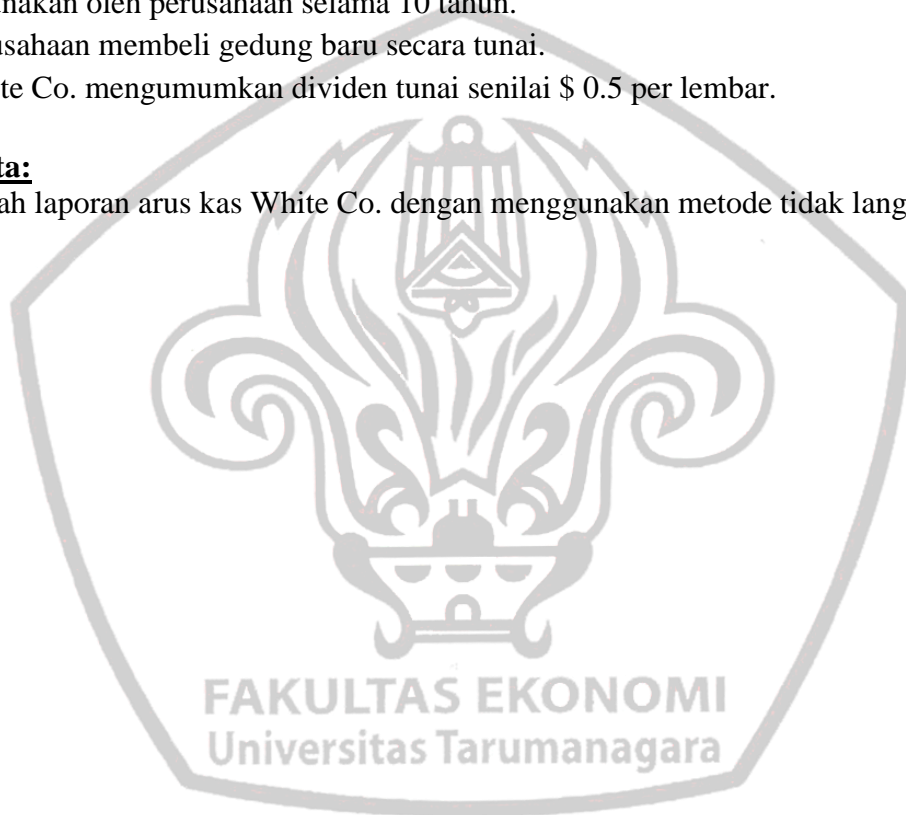 nakan oleh perusahaan selama 10 tahun.
usahaan membeli gedung baru secara tunai.
te Co. mengumumkan dividen tunai senilai $ 0.5 per lembar.
ta:
ah laporan arus kas White Co. dengan menggunakan metode tidak lang
FAKULTAS EKONOMI
Universitas Tarumanagara